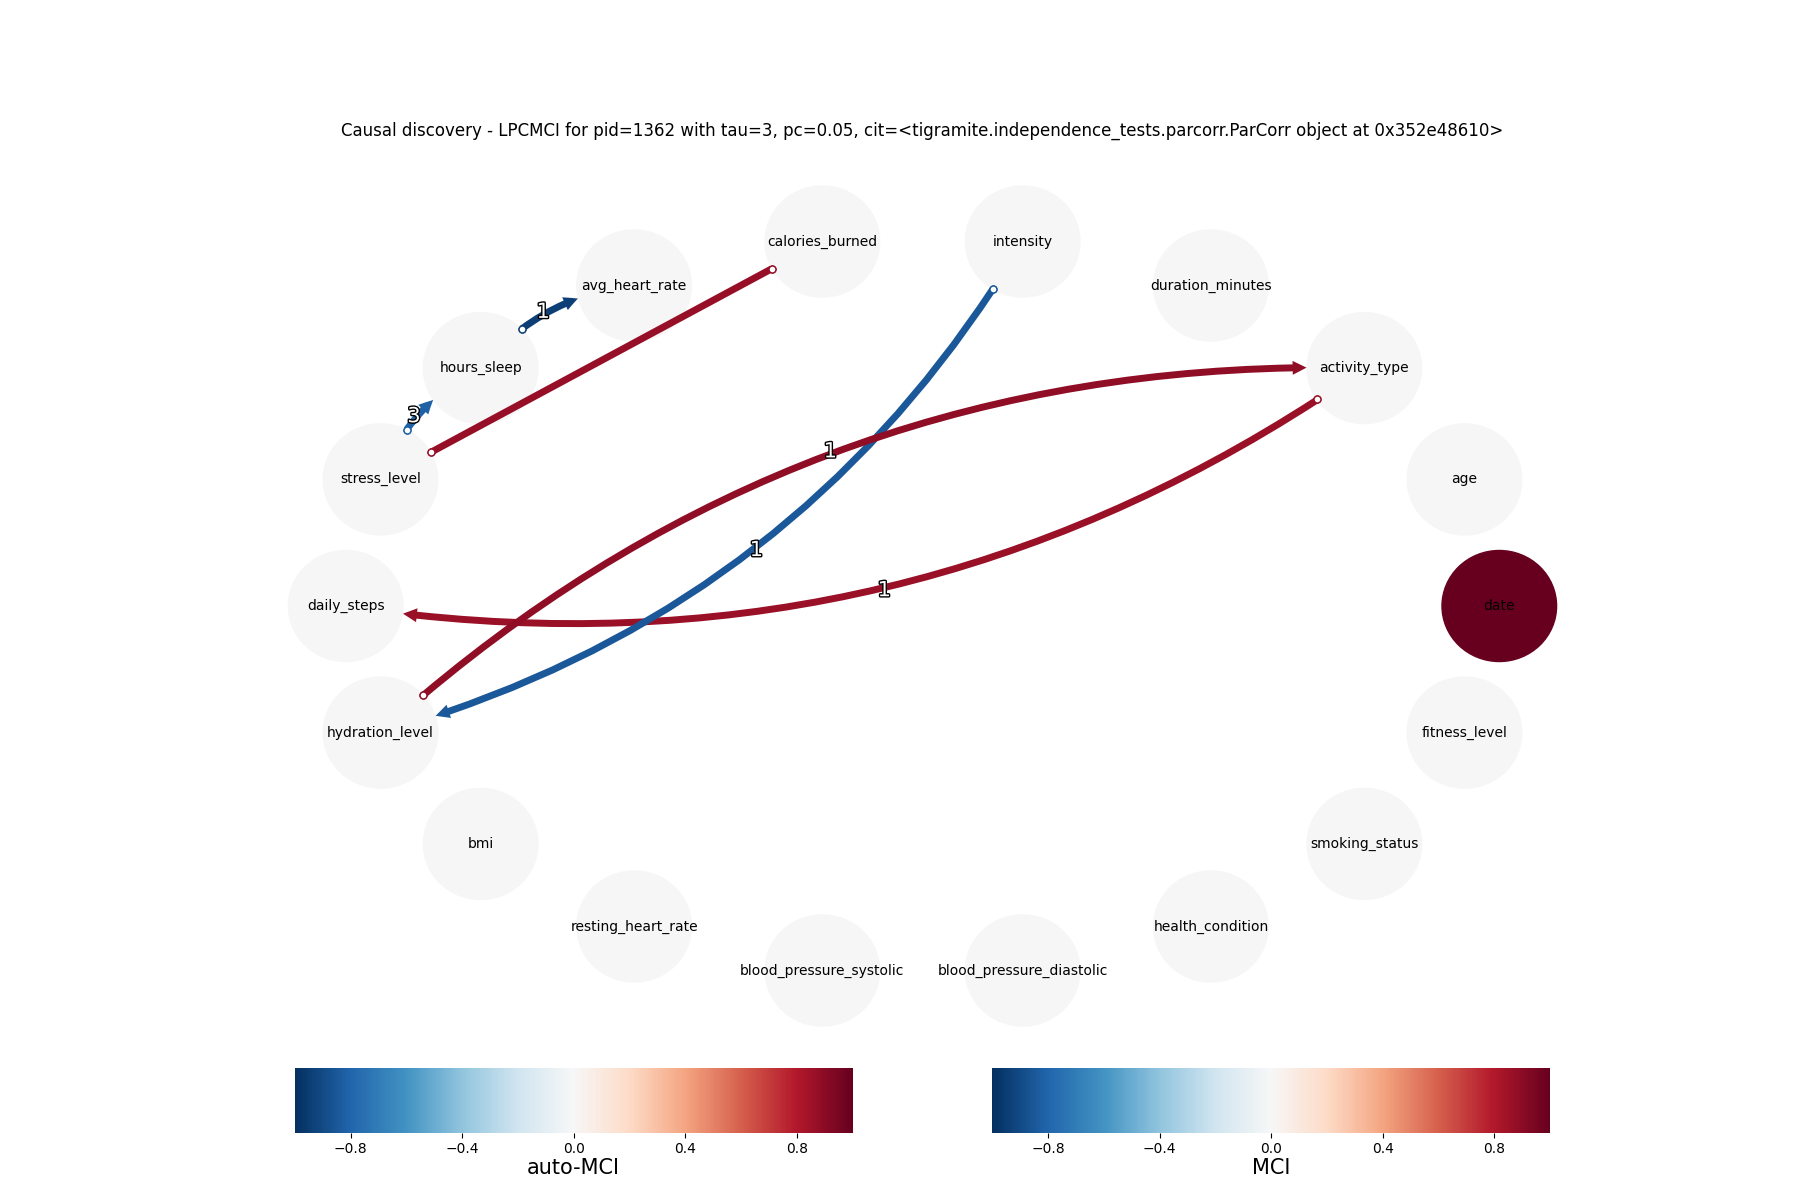 Causal discovery - LPCMCI for pid=1362 with tau=3, pc=0.05, cit=<tigramite.independence_tests.parcorr.ParCorr object at 0x352e48610>
calories_burned
intensity
avg_heart_rate
duration_minutes
1
hours_sleep
activity_type
3
1
stress_level
age
1
1
daily_steps
date
hydration_level
fitness_level
bmi
smoking_status
resting_heart_rate
health_condition
blood_pressure_systolic
blood_pressure_diastolic
−0.8 −0.4 0.0 0.4 0.8
auto-MCI
−0.8 −0.4 0.0 0.4 0.8
MCI